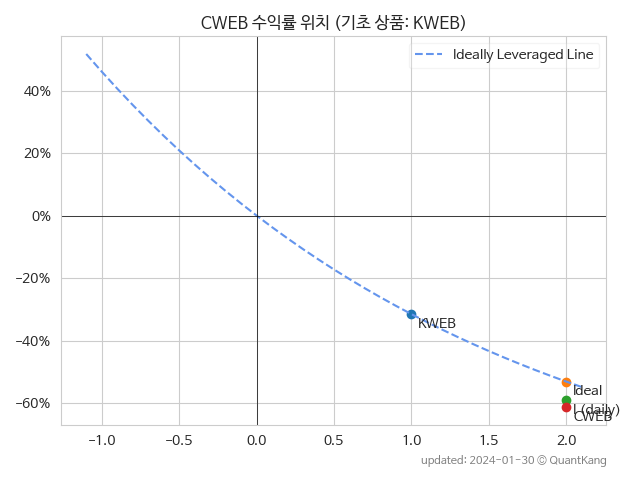 CWEB 수익률 위치 (기초 상품: KWEB)
Ideally Leveraged Line
40%
20%
0%
−20%
−40%
−60%
KWEB
Ideal
(daily)
CWEB
−1.0 −0.5 0.0 0.5 1.0 1.5 2.0
updated: 2024-01-30 © QuantKang